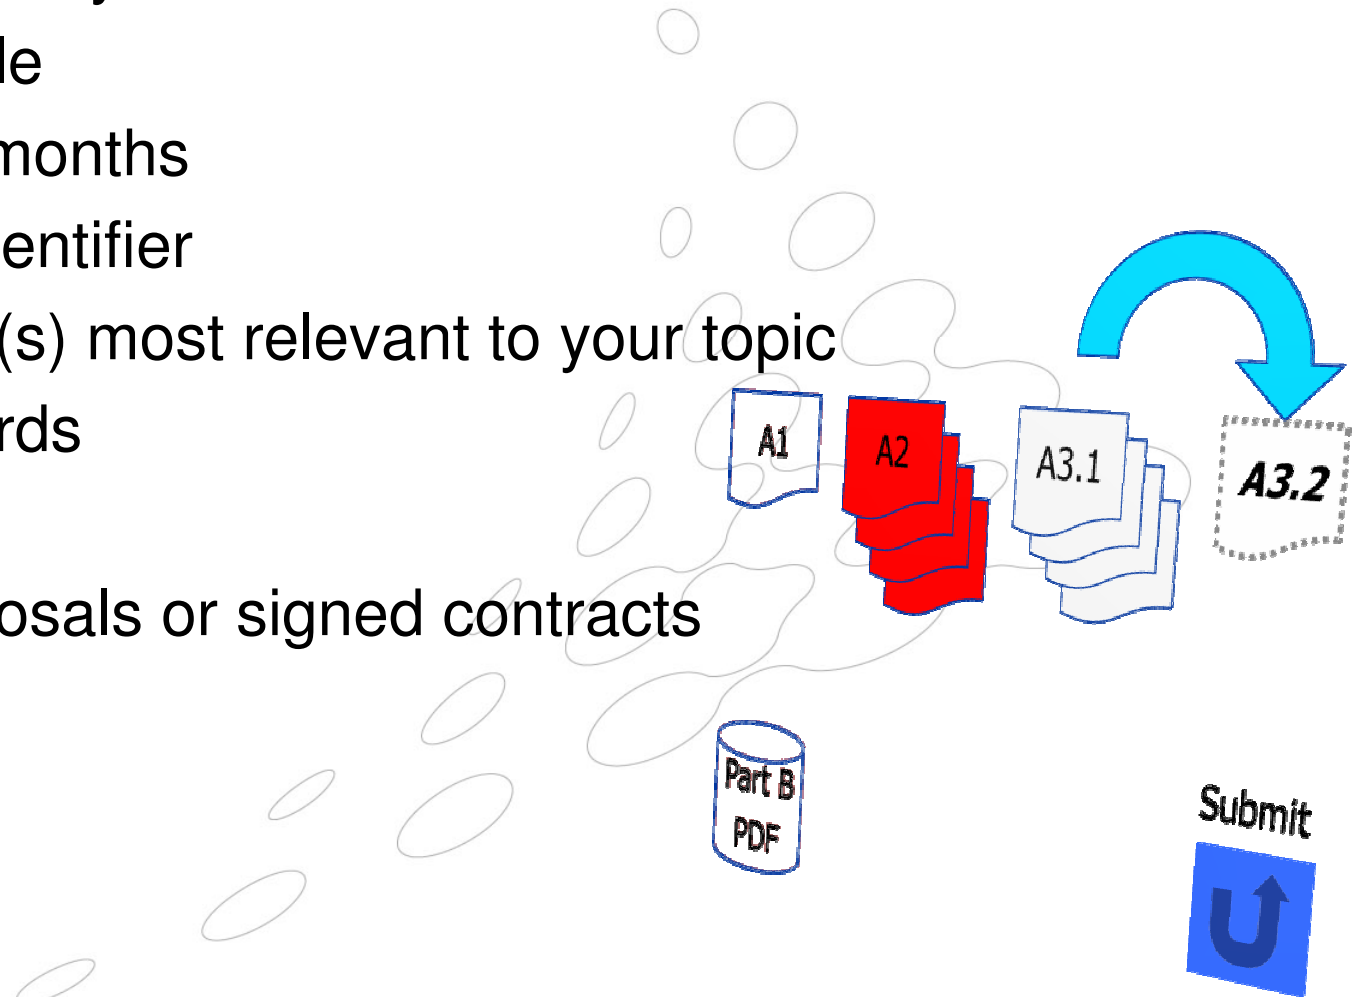 le
months
entifier
(s) most relevant to your topic
rds
osals or signed contracts
A1
A2
A3.1
A3.2
Part B
PDF
Submit